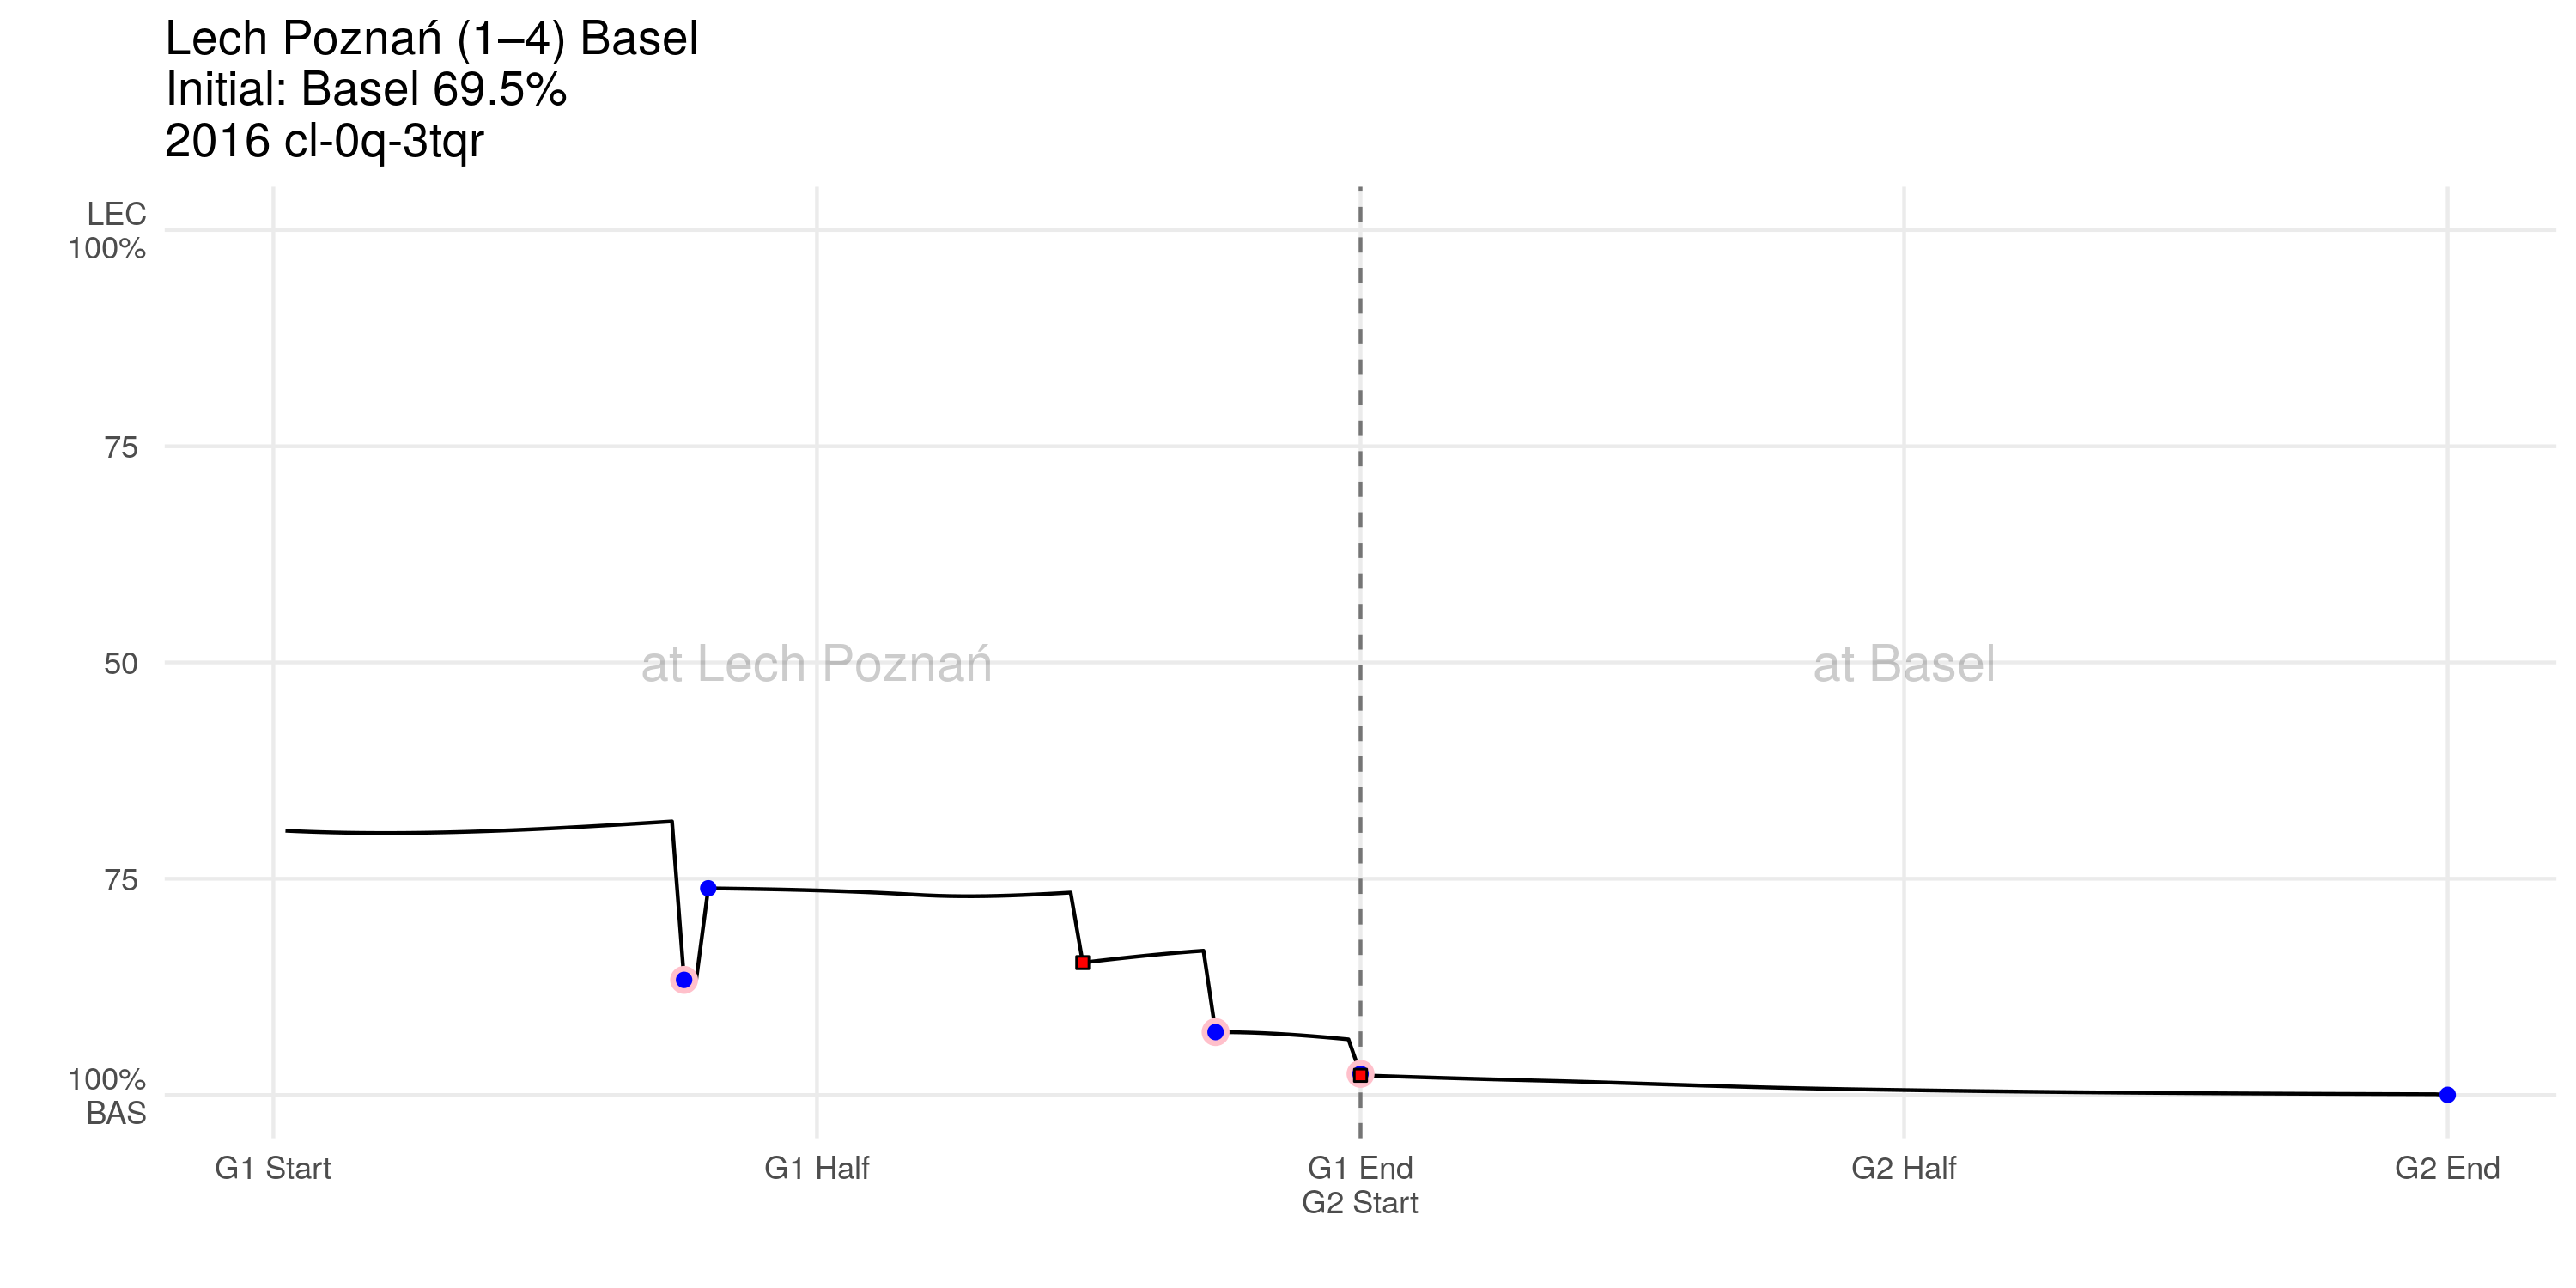 Lech Poznań (1–4) Basel
Initial: Basel 69.5%
2016 cl-0q-3tqr
LEC
100%
75
50
75
100%
BAS
at Lech Poznań
at Basel
G1 Start
G1 Half
G1 End
G2 Start
G2 Half
G2 End